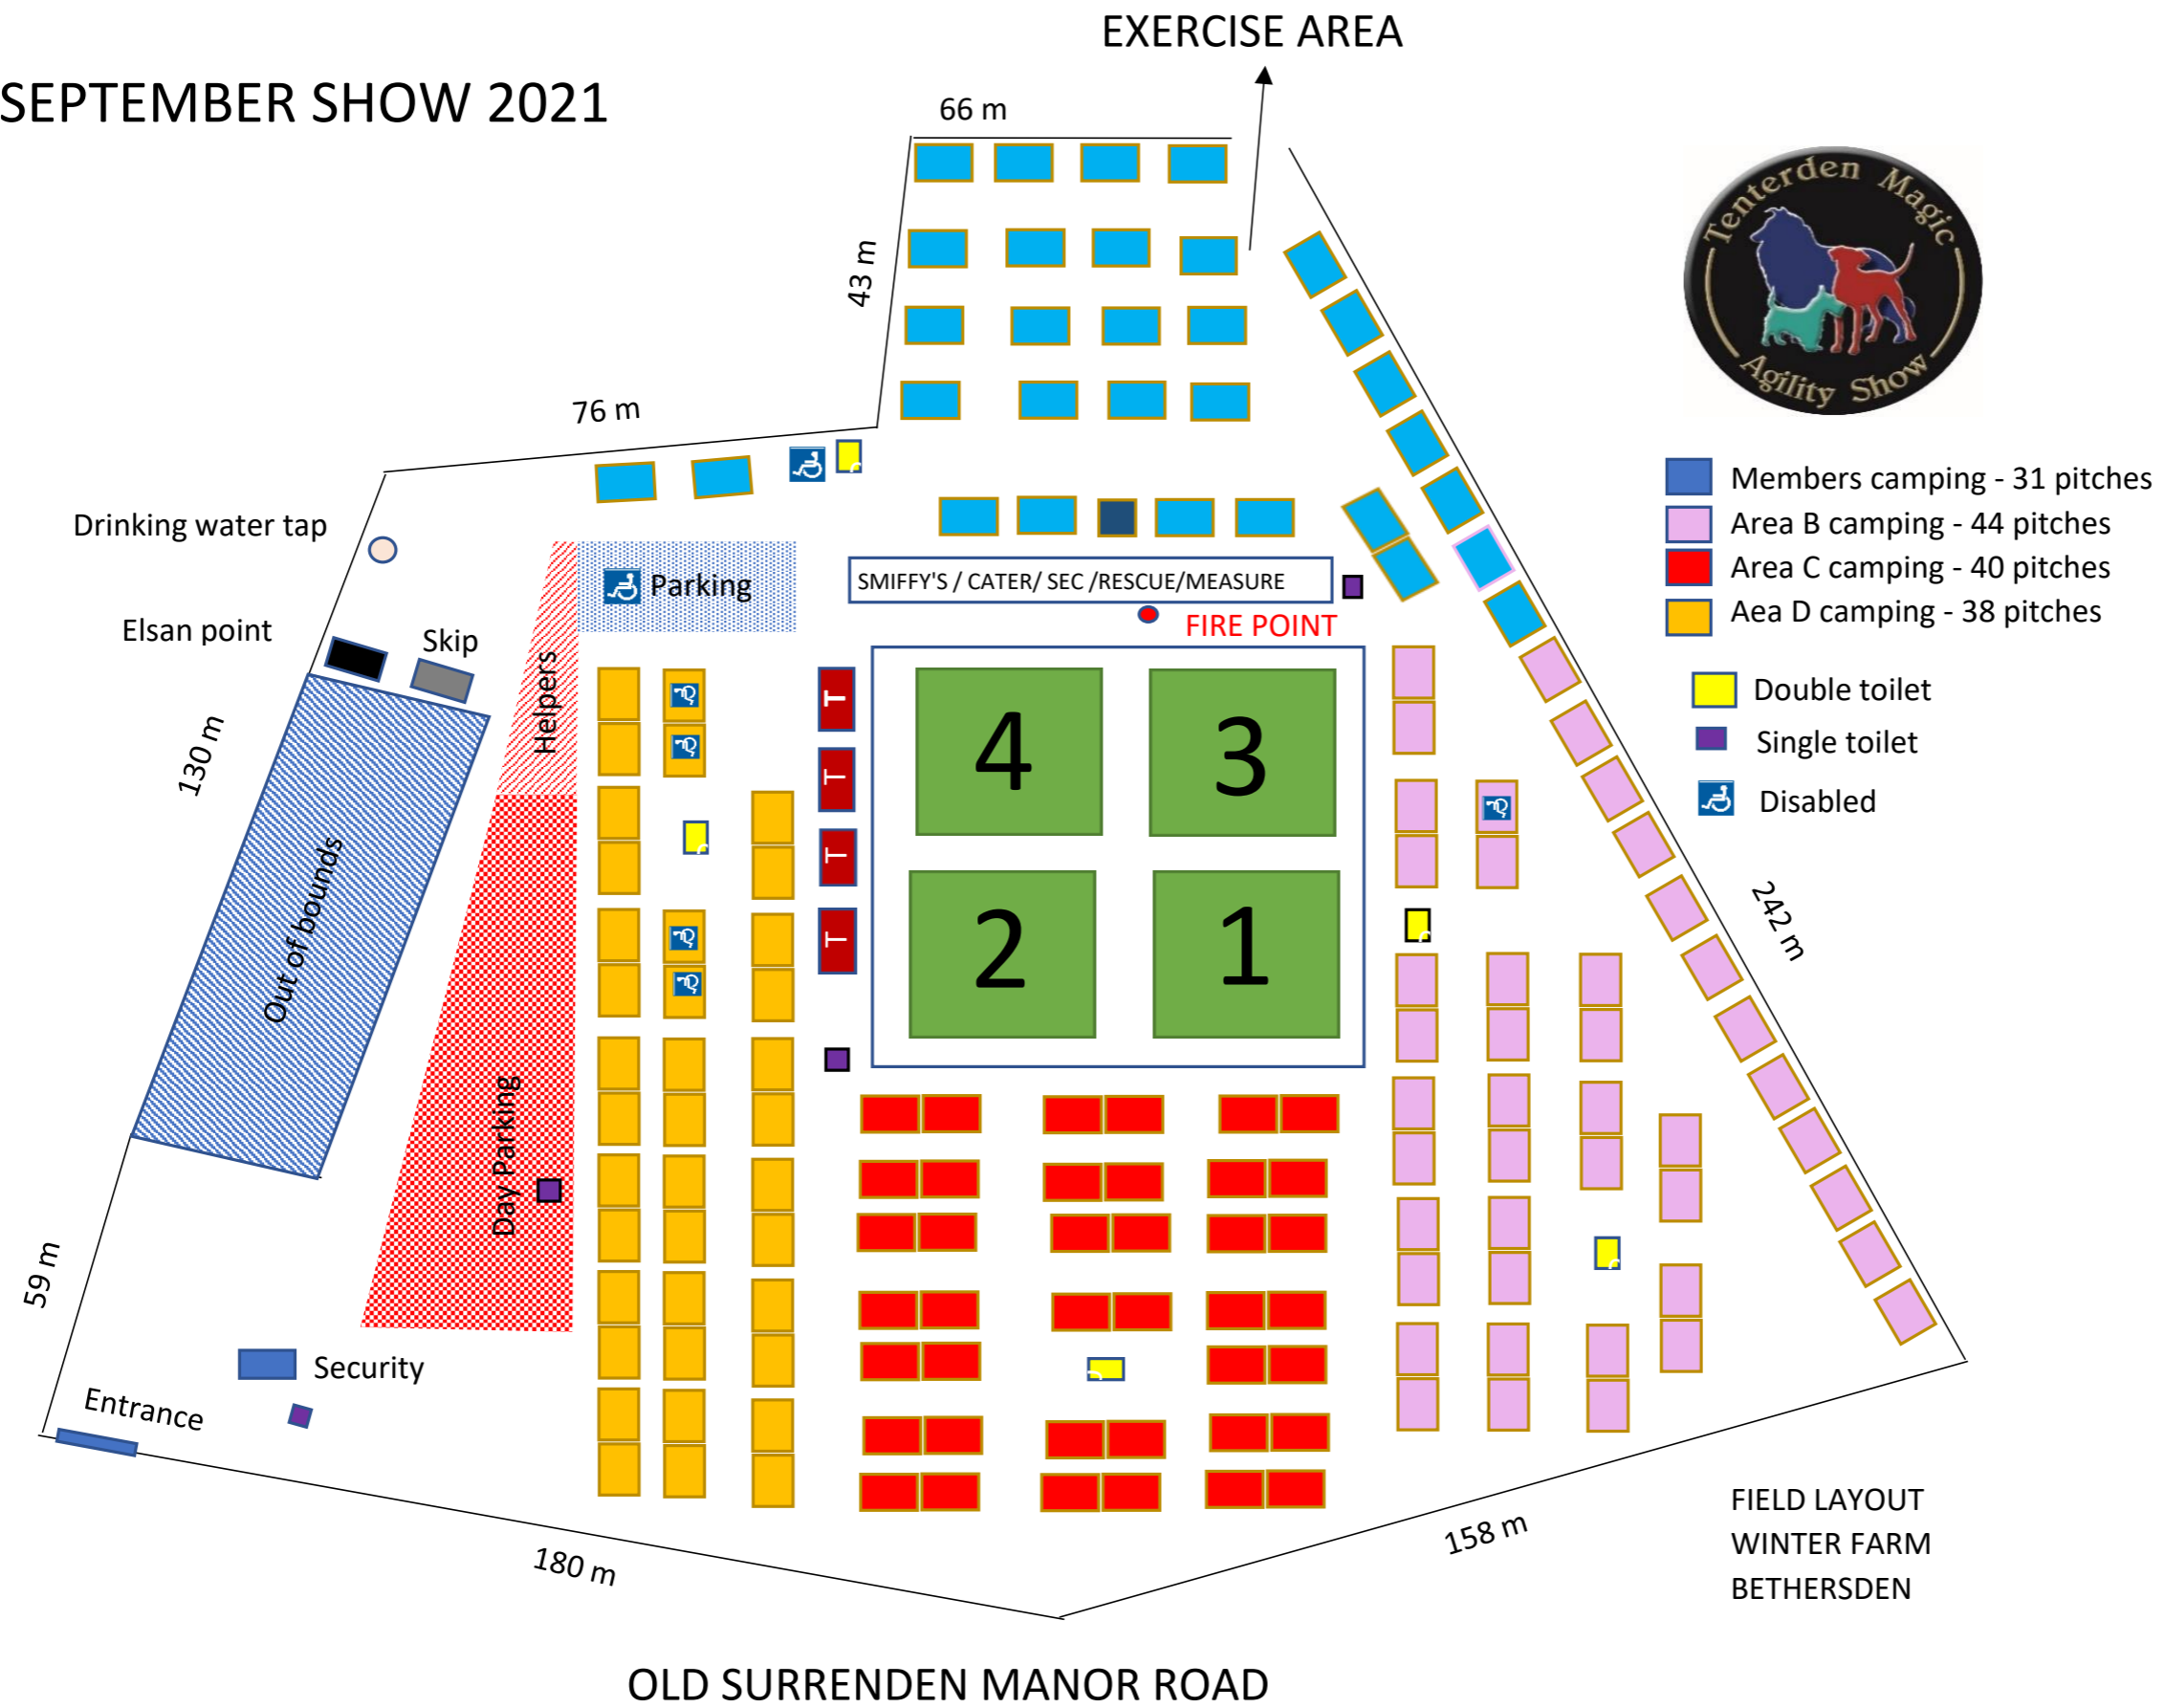 EXERCISE AREA
SEPTEMBER SHOW 2021
66 m
Tenterden Magic
Agility Show
43 m
76 m
Members camping - 31 pitches
Area B camping - 44 pitches
Area C camping - 40 pitches
Aea D camping - 38 pitches
Drinking water tap
Parking
SMIFFY'S / CATER/ SEC /RESCUE/MEASURE
FIRE POINT
Elsan point
Skip
Helpers
Double toilet
Single toilet
Disabled
130 m
T
T
T
T
4
3
2
1
242 m
Out of bounds
Day Parking
59 m
Security
Entrance
180 m
158 m
FIELD LAYOUT
WINTER FARM
BETHERSDEN
OLD SURRENDEN MANOR ROAD